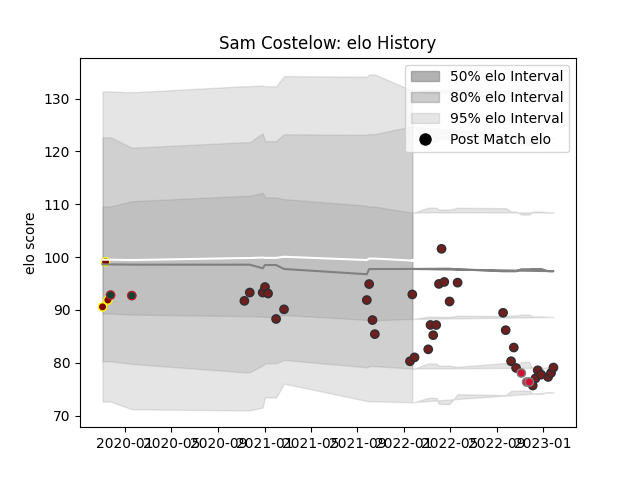 Sam Costelow: elo History
50% elo Interval
80% elo Interval
95% elo Interval
Post Match elo
elo score
130
120
110
100
90
80
70
2020-01 2020-05 2020-09 2021-01 2021-05 2021-09 2022-01 2022-05 2022-09 2023-01